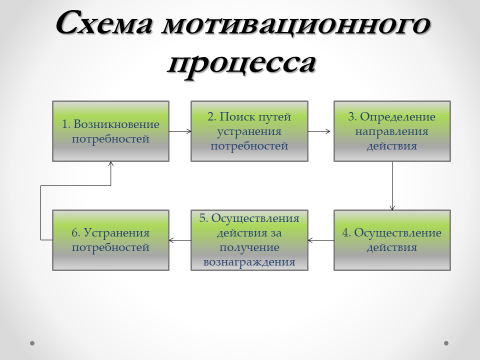 Схема мотивационного
процесса
1. Возникновение
потребностей
2. Поиск путей
устранения
потребностей
3. Определение
направления
действия
4. Осуществление
действия
5. Осуществления
действия за
получение
вознаграждения
6. Устранения
потребностей